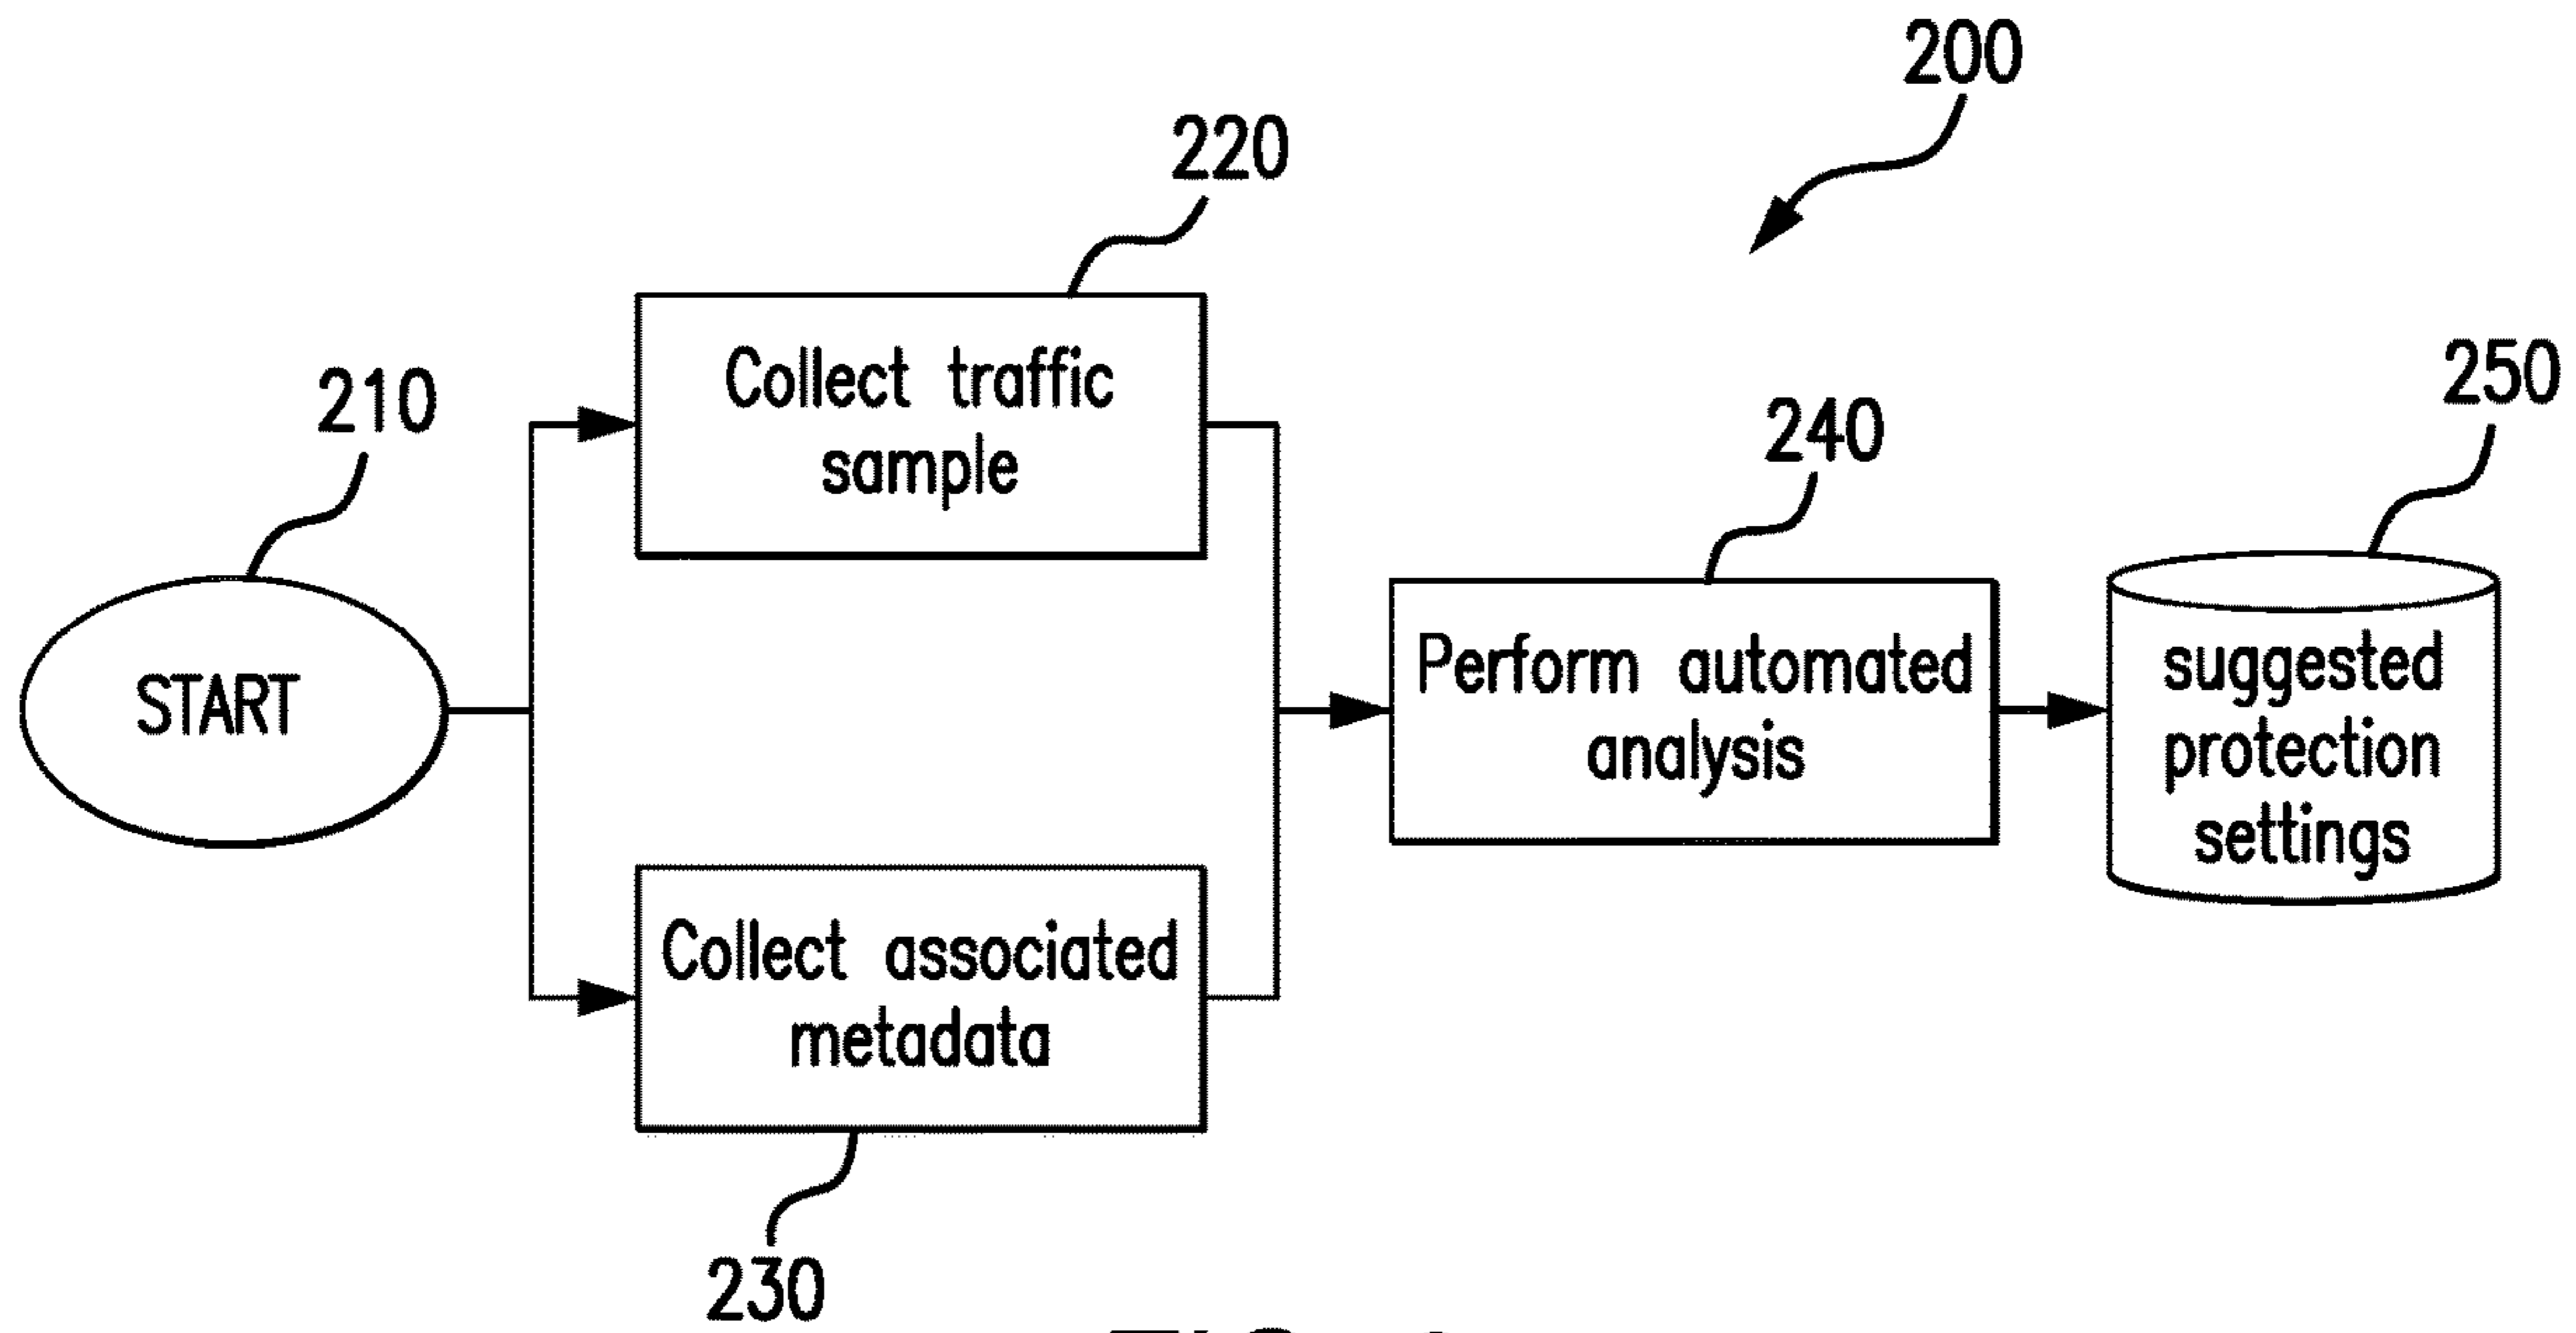 200
220
Collect traffic
sample
210
START
240
Perform automated
analysis
250
suggested
protection
settings
Collect associated
metadata
230